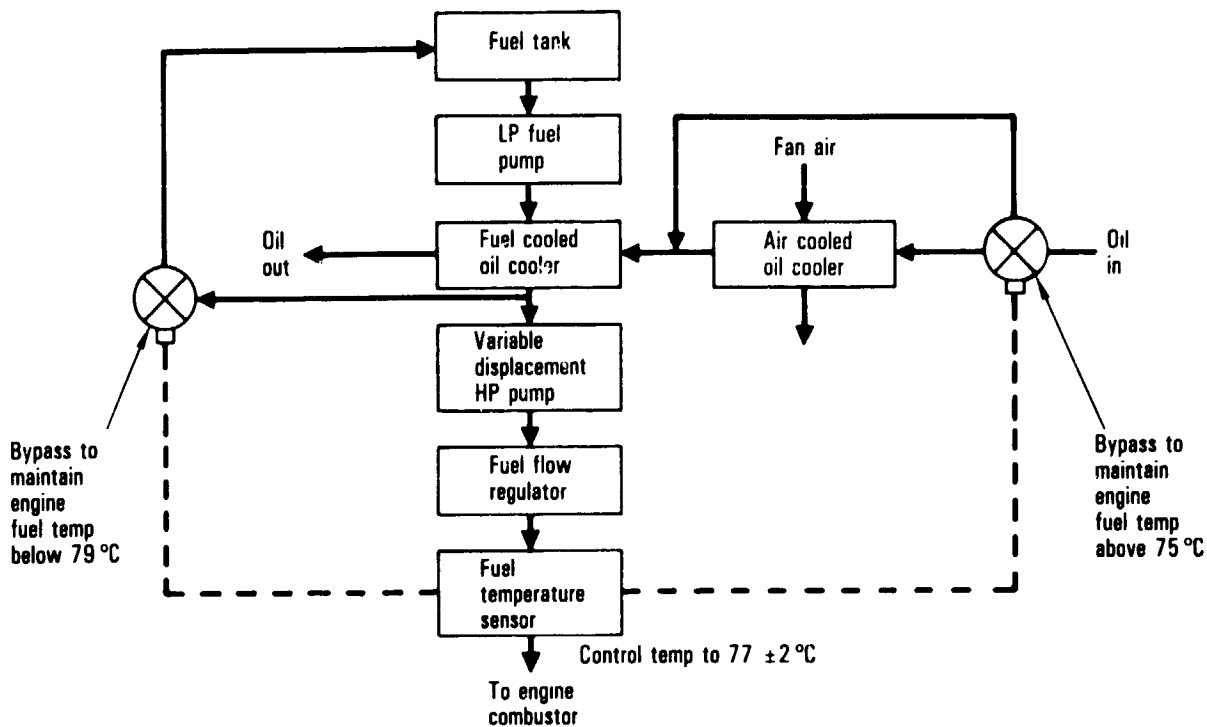 Fuel tank
LP fuel
pump
Fan air
Oil
out
Fuel cooled
oil cooler
Air cooled
oil cooler
Oil
in
Variable
displacement
HP pump
Bypass to
maintain
engine
fuel temp
below 79 °C
Fuel flow
regulator
Bypass to
maintain
engine
fuel temp
above 75 °C
Fuel
temperature
sensor
Control temp to 77 ±2 °C
To engine
combustor